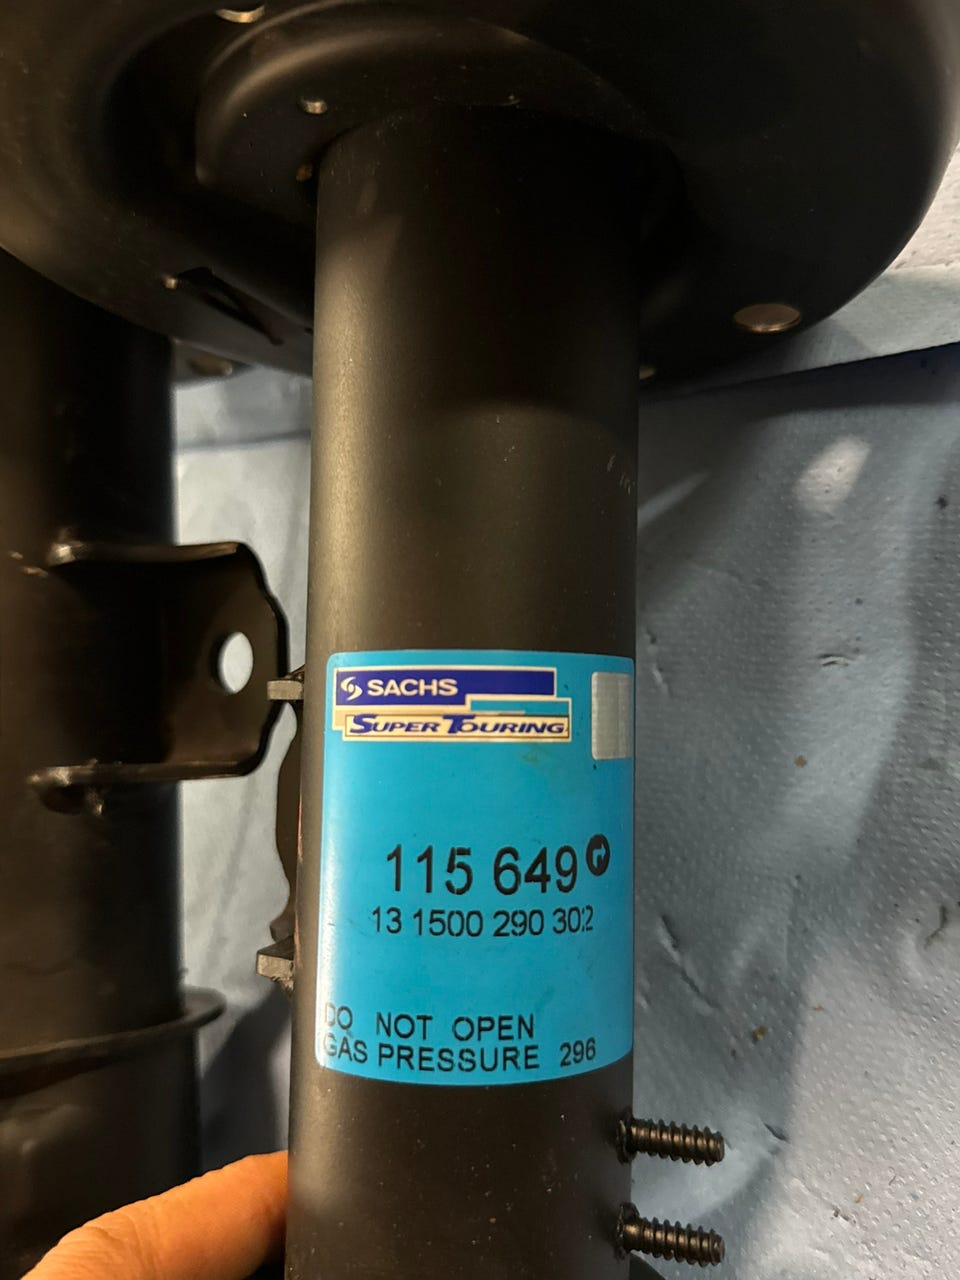 SACHS
SUPER TOURING
115 649 r
13 1500 290 302
DO NOT OPEN
GAS PRESSURE 296